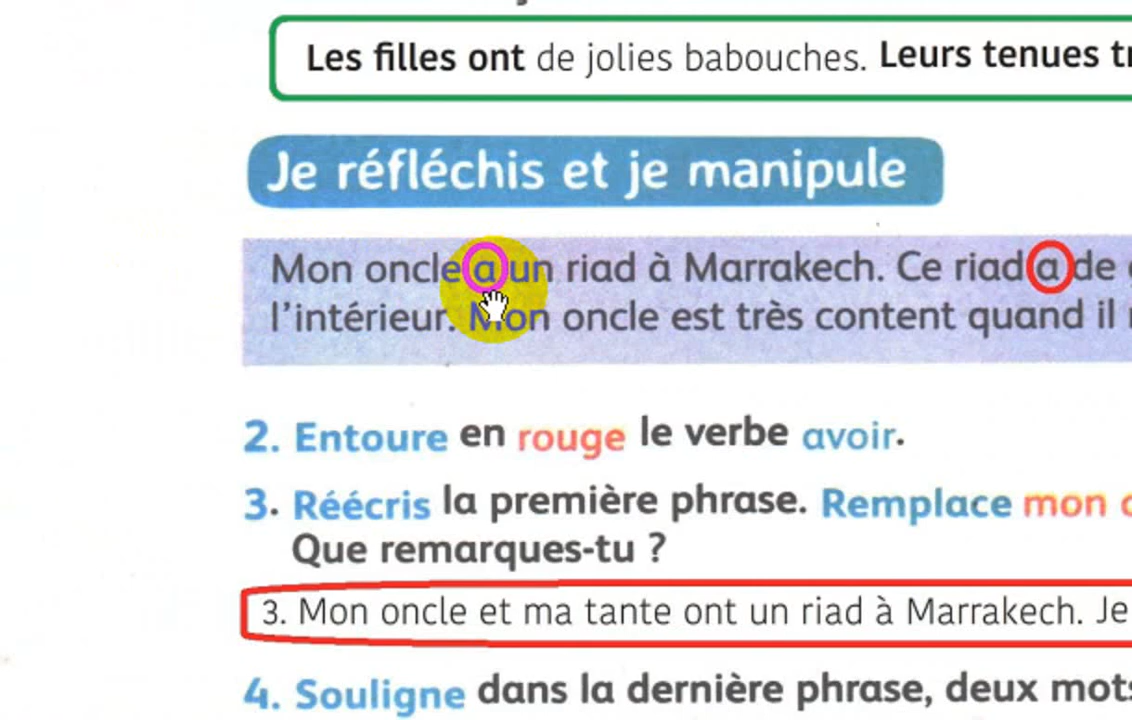 Les filles ont de jolies babouches. Leurs tenues
Je réfléchis et je manipule
Mon oncle a un riad à Marrakech. Ce riad a de
l'intérieur. Mon oncle est très content quand il
2. Entoure en rouge le verbe avoir.
3. Réécris la première phrase. Remplace mon
Que remarques-tu ?
3. Mon oncle et ma tante ont un riad à Marrakech. Je
4. Souligne dans la dernière phrase, deux mots